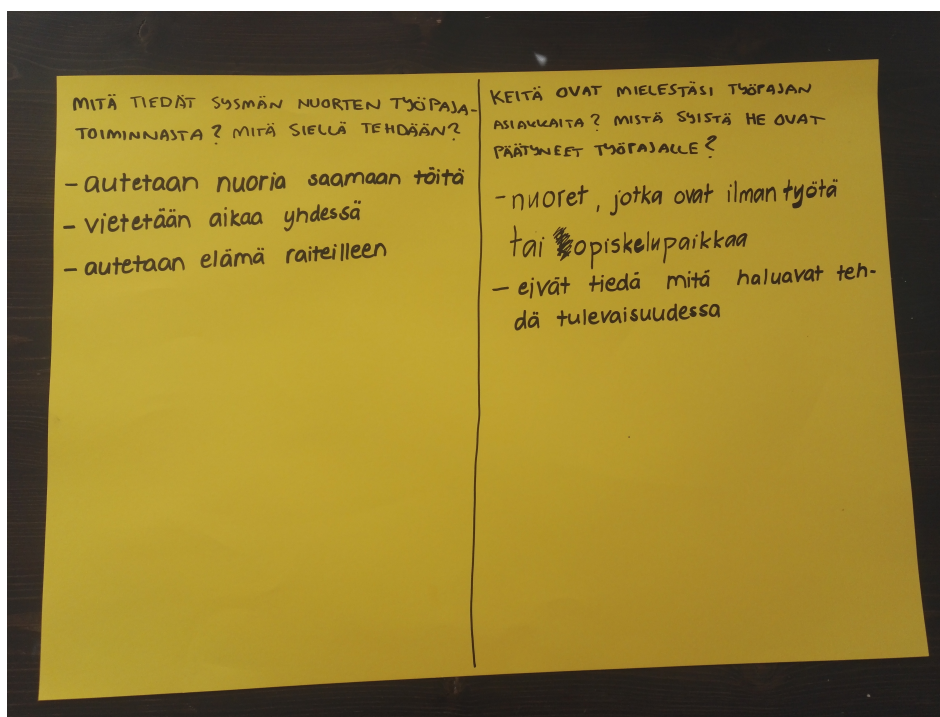 MITÄ TIEDÄT SYSMÄN NUORTEN TYÖPAJA-
TOIMINNASTA? MITÄ SIELLÄ TEHDÄÄN?
- autetaan nuoria saamaan töitä
- vietetään aikaa yhdessä
- autetaan elämä raiteilleen
KEITÄ OVAT MIELESTÄSI TYÖPAJAN
ASIAKKAITA? MISTÄ SYISTÄ HE OVAT
PÄÄTYNEET TYÖPAJALLE?
- nuoret, jotka ovat ilman työtä
tai opiskelupaikkaa
- eivät tiedä mitä haluavat teh-
dä tulevaisuudessa